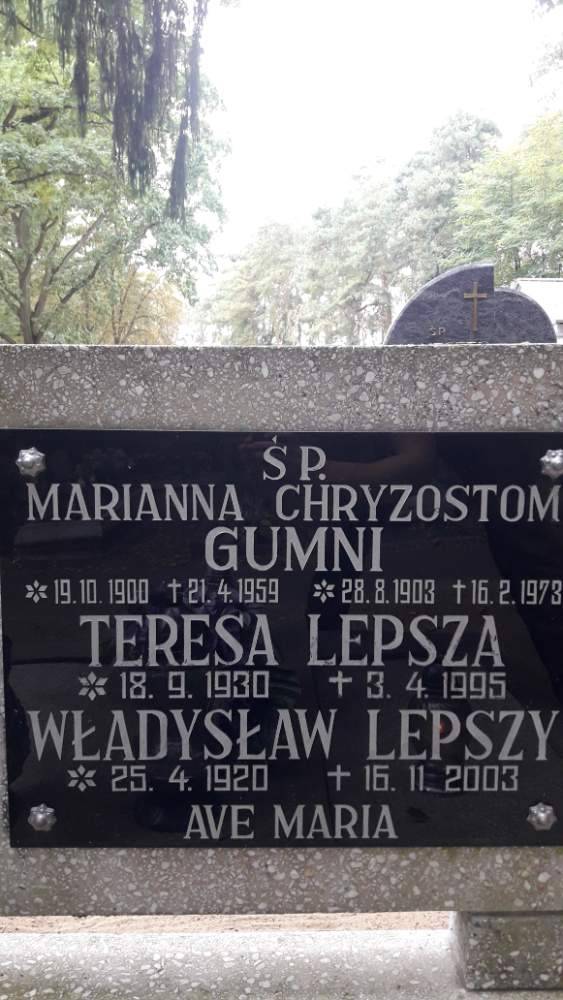 Ś.P.
Ś P.
MARIANNA CHRYZOSTOM
GUMNI
19.10.1900 †21.4.1959 28.8.1903 †16.2.1973
TERESA LEPSZA
18. 9. 1930 † 3. 4. 1995
WŁADYSŁAW LEPSZY
25. 4. 1920 † 16. 11 .2003
AVE MARIA